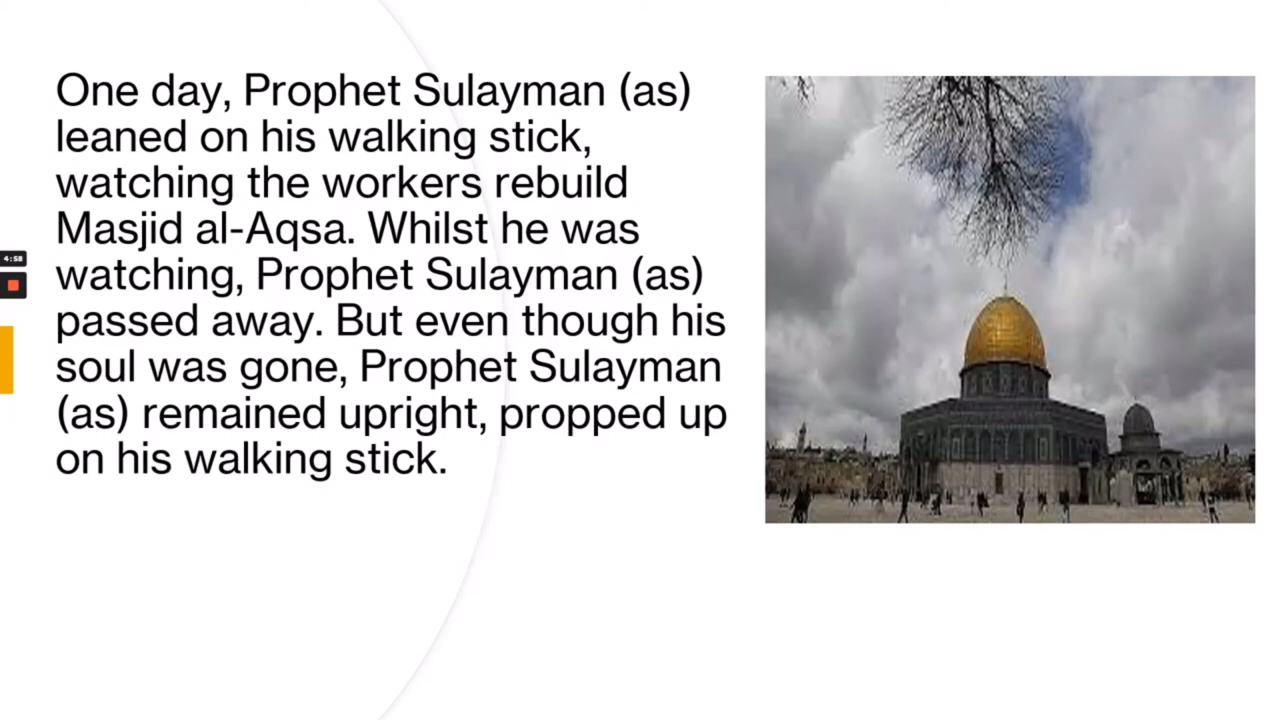 One day, Prophet Sulayman (as)
leaned on his walking stick,
watching the workers rebuild
Masjid al-Aqsa. Whilst he was
watching, Prophet Sulayman (as)
passed away. But even though his
soul was gone, Prophet Sulayman
(as) remained upright, propped up
on his walking stick.
4:58